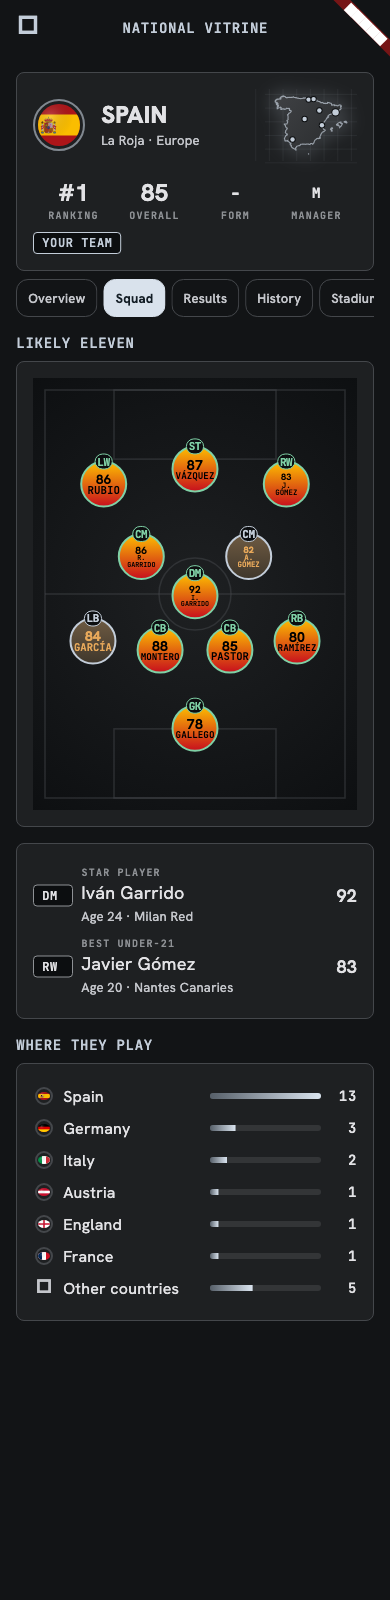 NATIONAL VITRINE
SPAIN
La Roja · Europe
#1
85
-
M
RANKING
OVERALL
FORM
MANAGER
YOUR TEAM
Overview
Squad
Results
History
Stadiur
LIKELY ELEVEN
ST
87
VÁZQUEZ
LW
86
RUBIO
RW
83
J.
GÓMEZ
CM
86
R.
GARRIDO
CM
82
A.
GÓMEZ
DM
92
I.
GARRIDO
LB
84
GARCÍA
CB
88
MONTERO
CB
85
PASTOR
RB
80
RAMÍREZ
GK
78
GALLEGO
STAR PLAYER
DM
Iván Garrido
92
Age 24 · Milan Red
BEST UNDER-21
RW
Javier Gómez
83
Age 20 · Nantes Canaries
WHERE THEY PLAY
Spain 13
Germany 3
Italy 2
Austria 1
England 1
France 1
Other countries 5